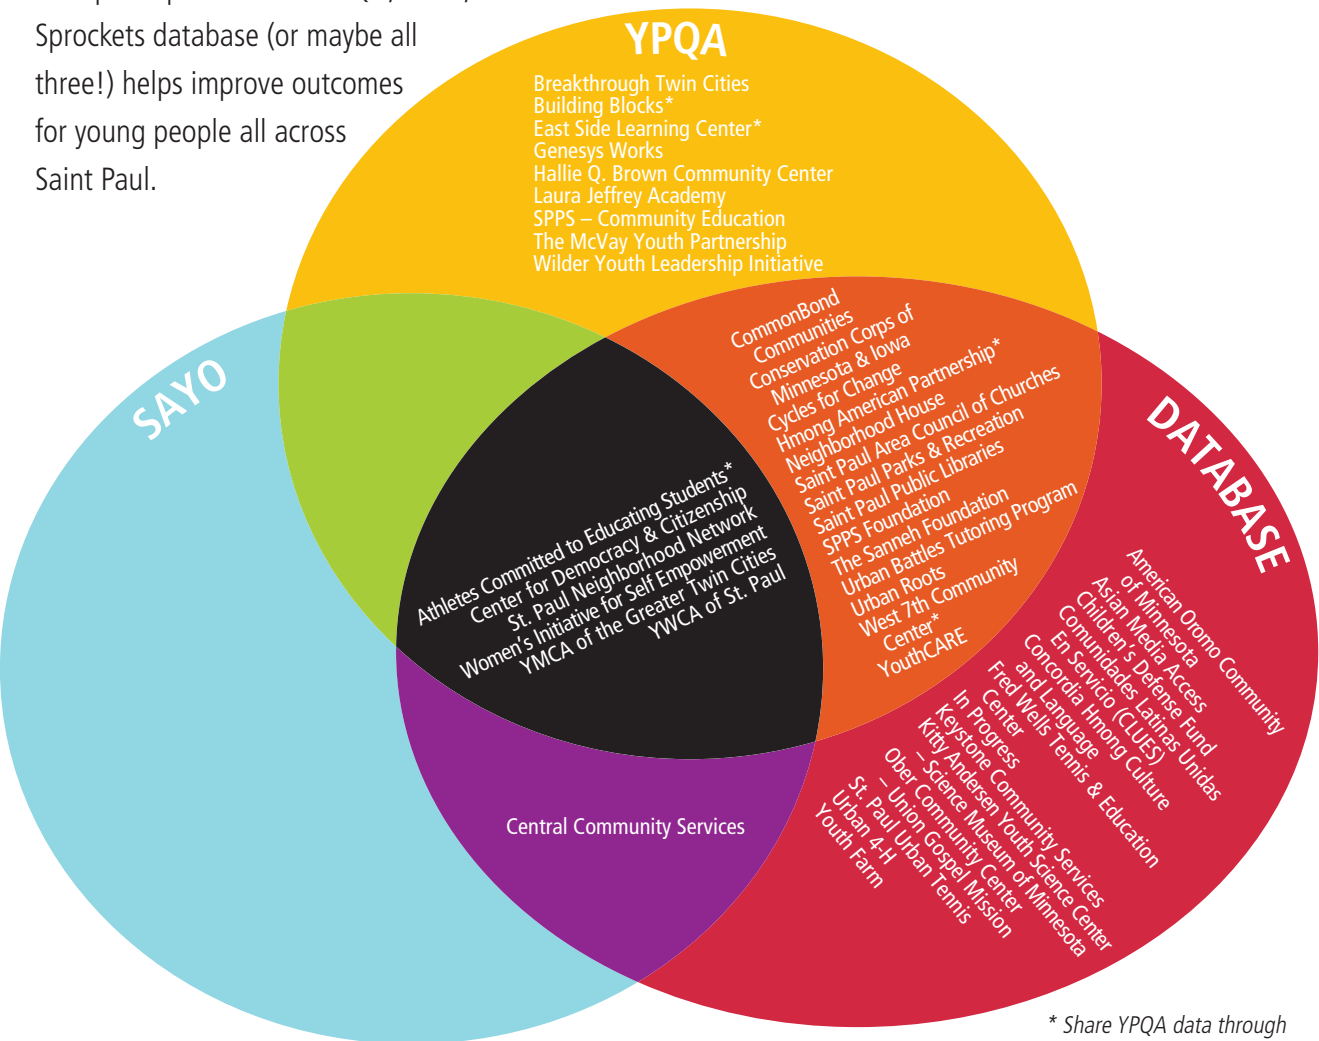 Sprockets database (or maybe all
three!) helps improve outcomes
for young people all across
Saint Paul.
YPQA
Breakthrough Twin Cities
Building Blocks*
East Side Learning Center*
Genesys Works
Hallie Q. Brown Community Center
Laura Jeffrey Academy
SPPS – Community Education
The McVay Youth Partnership
Wilder Youth Leadership Initiative
SAYO
CommonBond
Communities
Conservation Corps of
Minnesota & Iowa
Cycles for Change
Hmong American Partnership*
Neighborhood House
Saint Paul Area Council of Churches
Saint Paul Parks & Recreation
Saint Paul Public Libraries
SPPS Foundation
The Sanneh Foundation
Urban Battles Tutoring Program
Urban Roots
West 7th Community
Center*
YouthCARE
DATABASE
Athletes Committed to Educating Students*
Center for Democracy & Citizenship
St. Paul Neighborhood Network
Women's Initiative for Self Empowerment
YMCA of the Greater Twin Cities
YWCA of St. Paul
American Oromo Community
of Minnesota
Asian Media Access
Children's Defense Fund
Comunidades Latinas Unidas
En Servicio (CLUES)
Concordia Hmong Culture
and Language
Fred Wells Tennis & Education
Center
In Progress
Keystone Community Services
Kitty Andersen Youth Science Center
– Science Museum of Minnesota
Ober Community Center
– Union Gospel Mission
St. Paul Urban Tennis
Urban 4-H
Youth Farm
Central Community Services
* Share YPQA data through